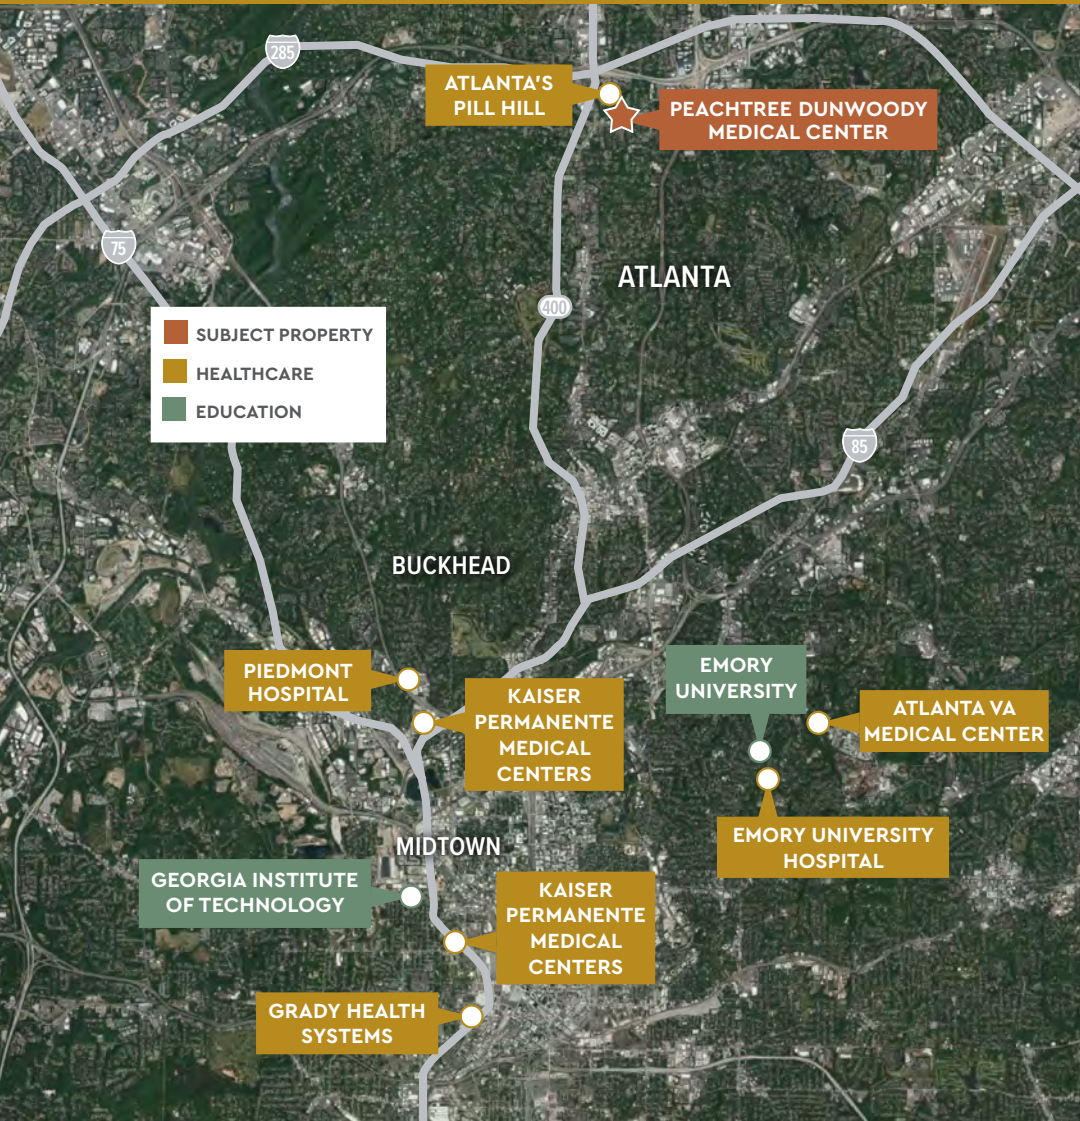 285
ATLANTA'S
PILL HILL
PEACHTREE DUNWOODY
MEDICAL CENTER
75
ATLANTA
400
SUBJECT PROPERTY
HEALTHCARE
EDUCATION
85
BUCKHEAD
PIEDMONT
HOSPITAL
KAISER
PERMANENTE
MEDICAL
CENTERS
EMORY
UNIVERSITY
ATLANTA VA
MEDICAL CENTER
EMORY UNIVERSITY
HOSPITAL
MIDTOWN
GEORGIA INSTITUTE
OF TECHNOLOGY
KAISER
PERMANENTE
MEDICAL
CENTERS
GRADY HEALTH
SYSTEMS